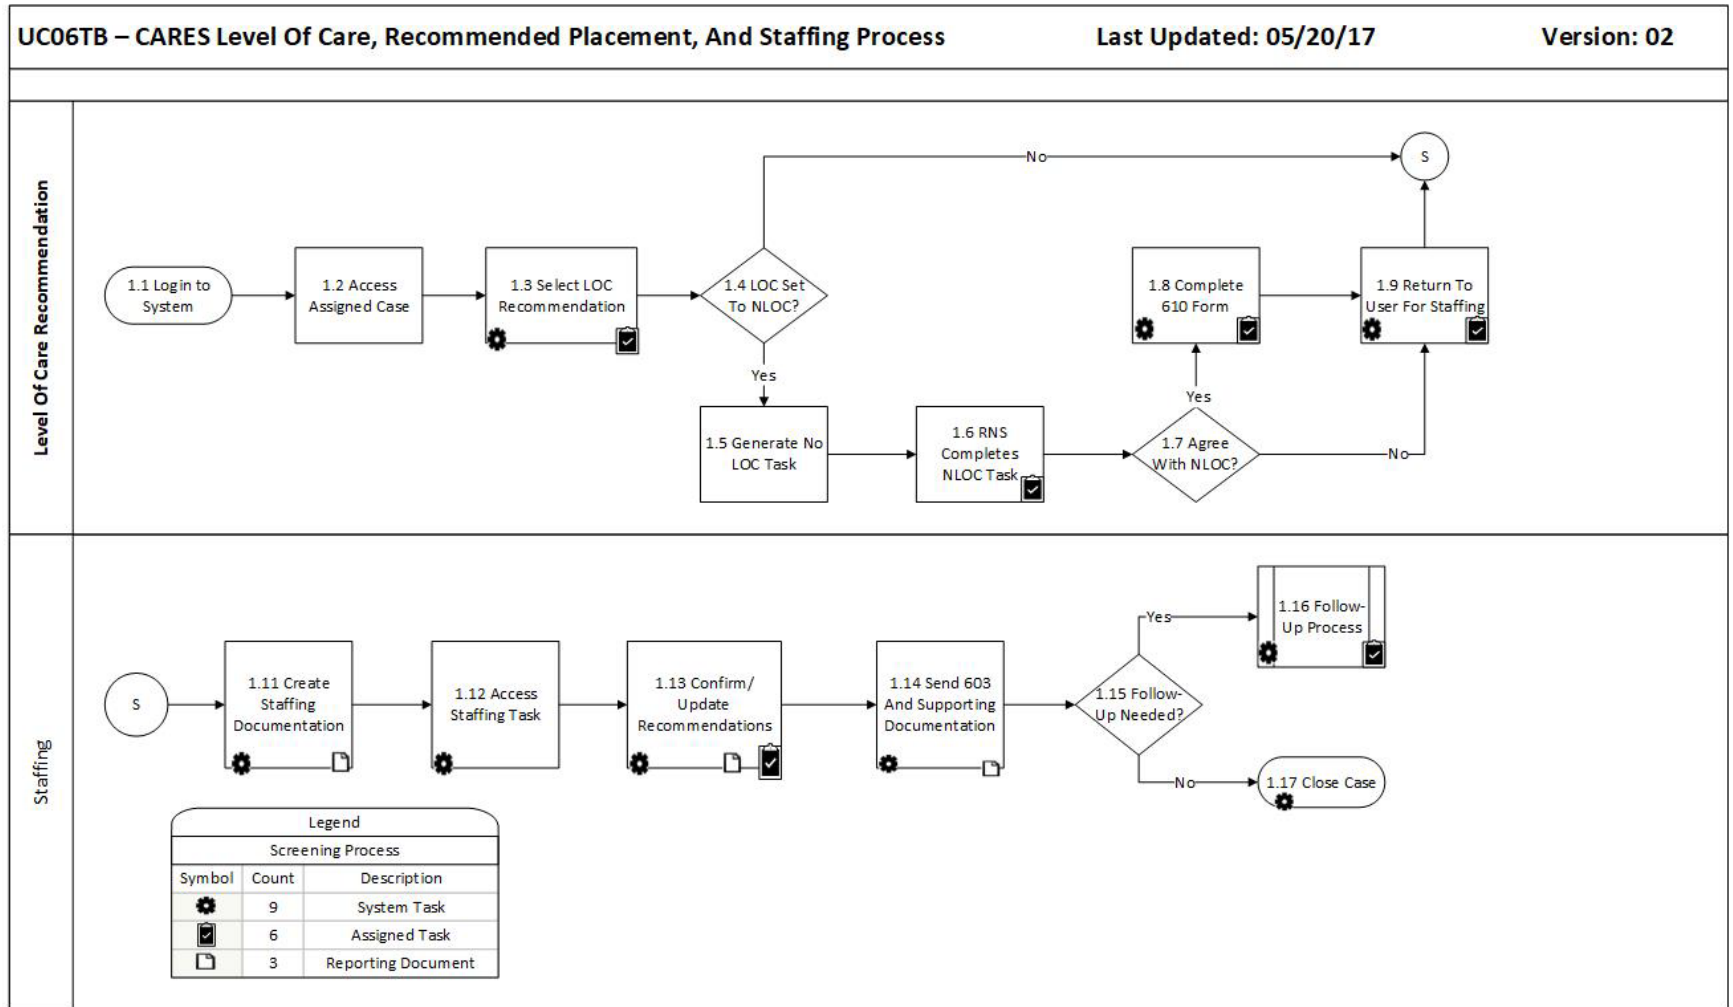 UC06TB – CARES Level Of Care, Recommended Placement, And Staffing Process
Last Updated: 05/20/17
Version: 02
Level Of Care Recommendation
1.1 Login to
System
1.2 Access
Assigned Case
1.3 Select LOC
Recommendation
1.4 LOC Set
To NLOC?
No
S
Yes
1.5 Generate No
LOC Task
1.6 RNS
Completes
NLOC Task
1.7 Agree
With NLOC?
Yes
No
1.8 Complete
610 Form
1.9 Return To
User For Staffing
Staffing
S
1.11 Create
Staffing
Documentation
1.12 Access
Staffing Task
1.13 Confirm/
Update
Recommendations
1.14 Send 603
And Supporting
Documentation
1.15 Follow-
Up Needed?
Yes
1.16 Follow-
Up Process
No
1.17 Close Case
Legend
Screening Process
Symbol Count Description
9 System Task
6 Assigned Task
3 Reporting Document